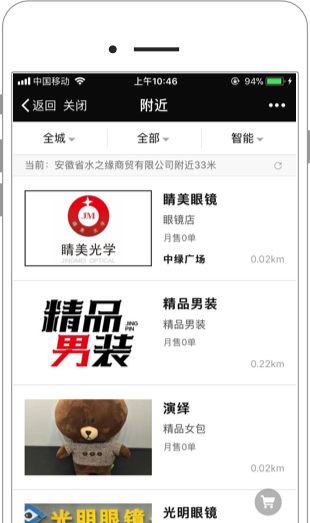 中国移动
上午10:46
94%
返回 关闭
附近
全城
全部
智能
当前：安徽省水之缘商贸有限公司附近33米
JM
睛美光学
JINGMEI OPTICAL
睛美眼镜
眼镜店
月售0单
中绿广场
0.02km
精品
JING
PIN
男装
精品男装
精品男装
月售0单
0.22km
演绎
精品女包
月售0单
0.02km
光明眼镜
光明眼镜